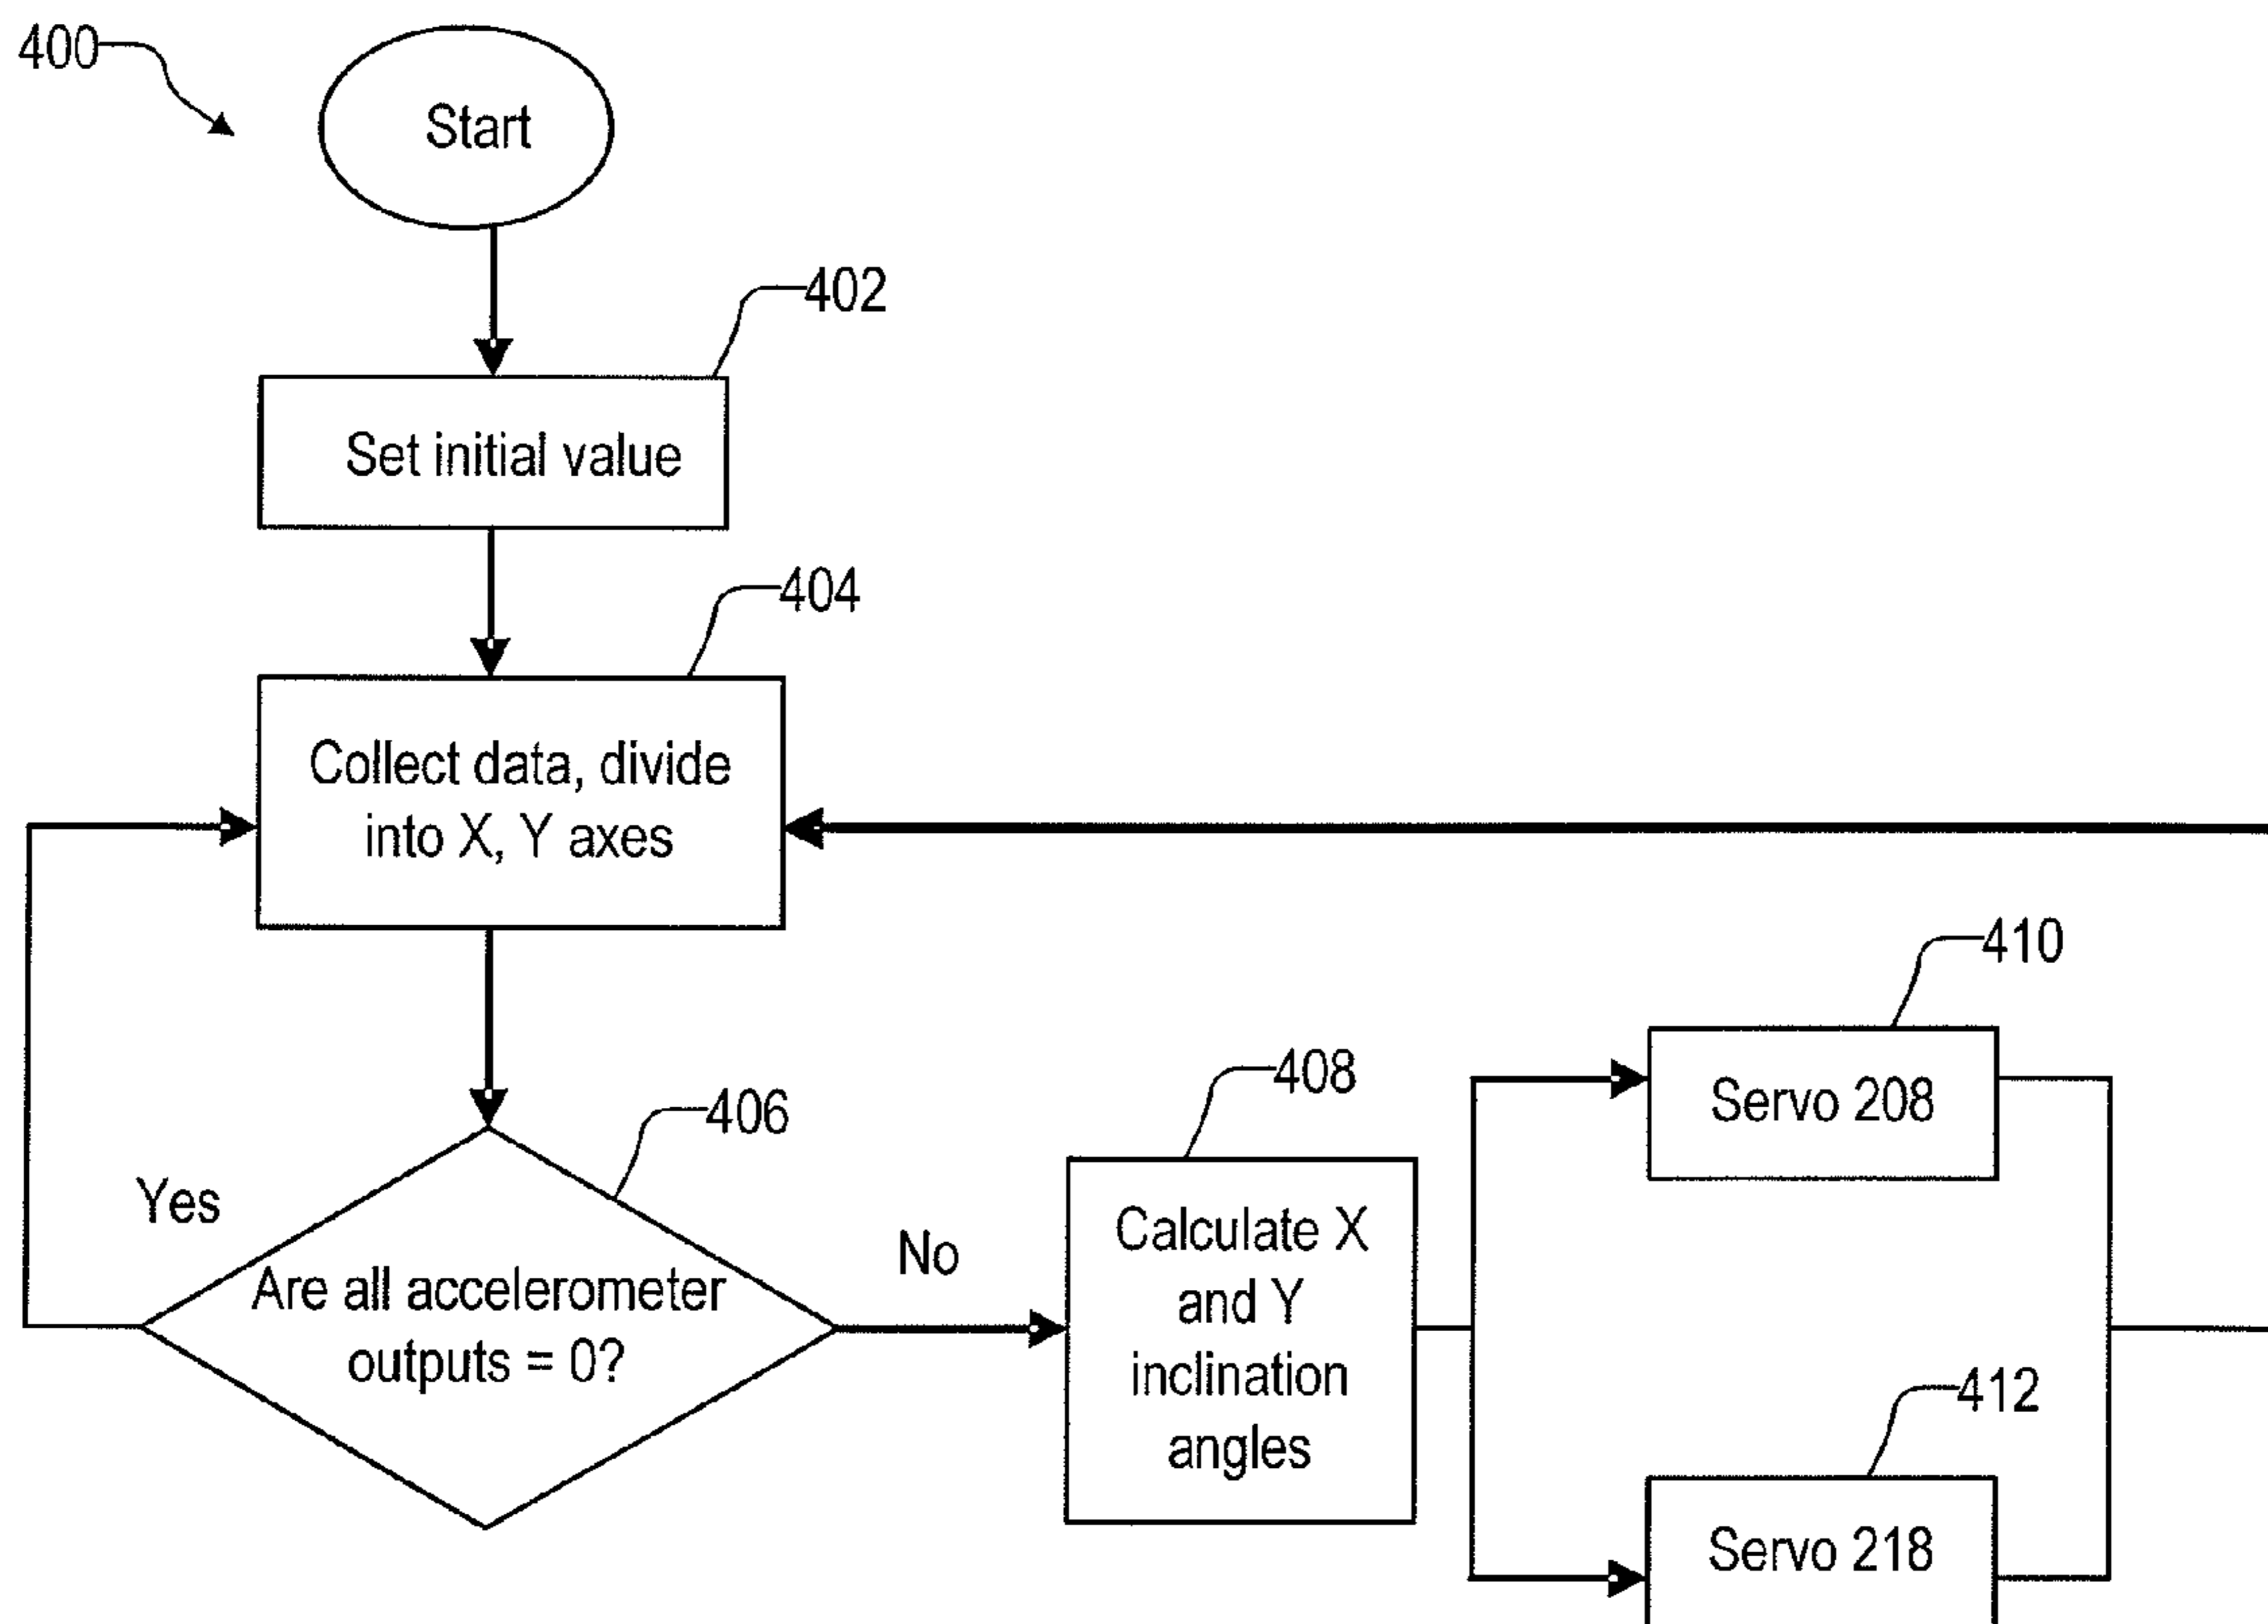 400
Start
402
Set initial value
404
Collect data, divide
into X, Y axes
410
Servo 208
408
406
Yes
No
Calculate X
and Y
inclination
angles
Are all accelerometer
outputs = 0?
412
Servo 218